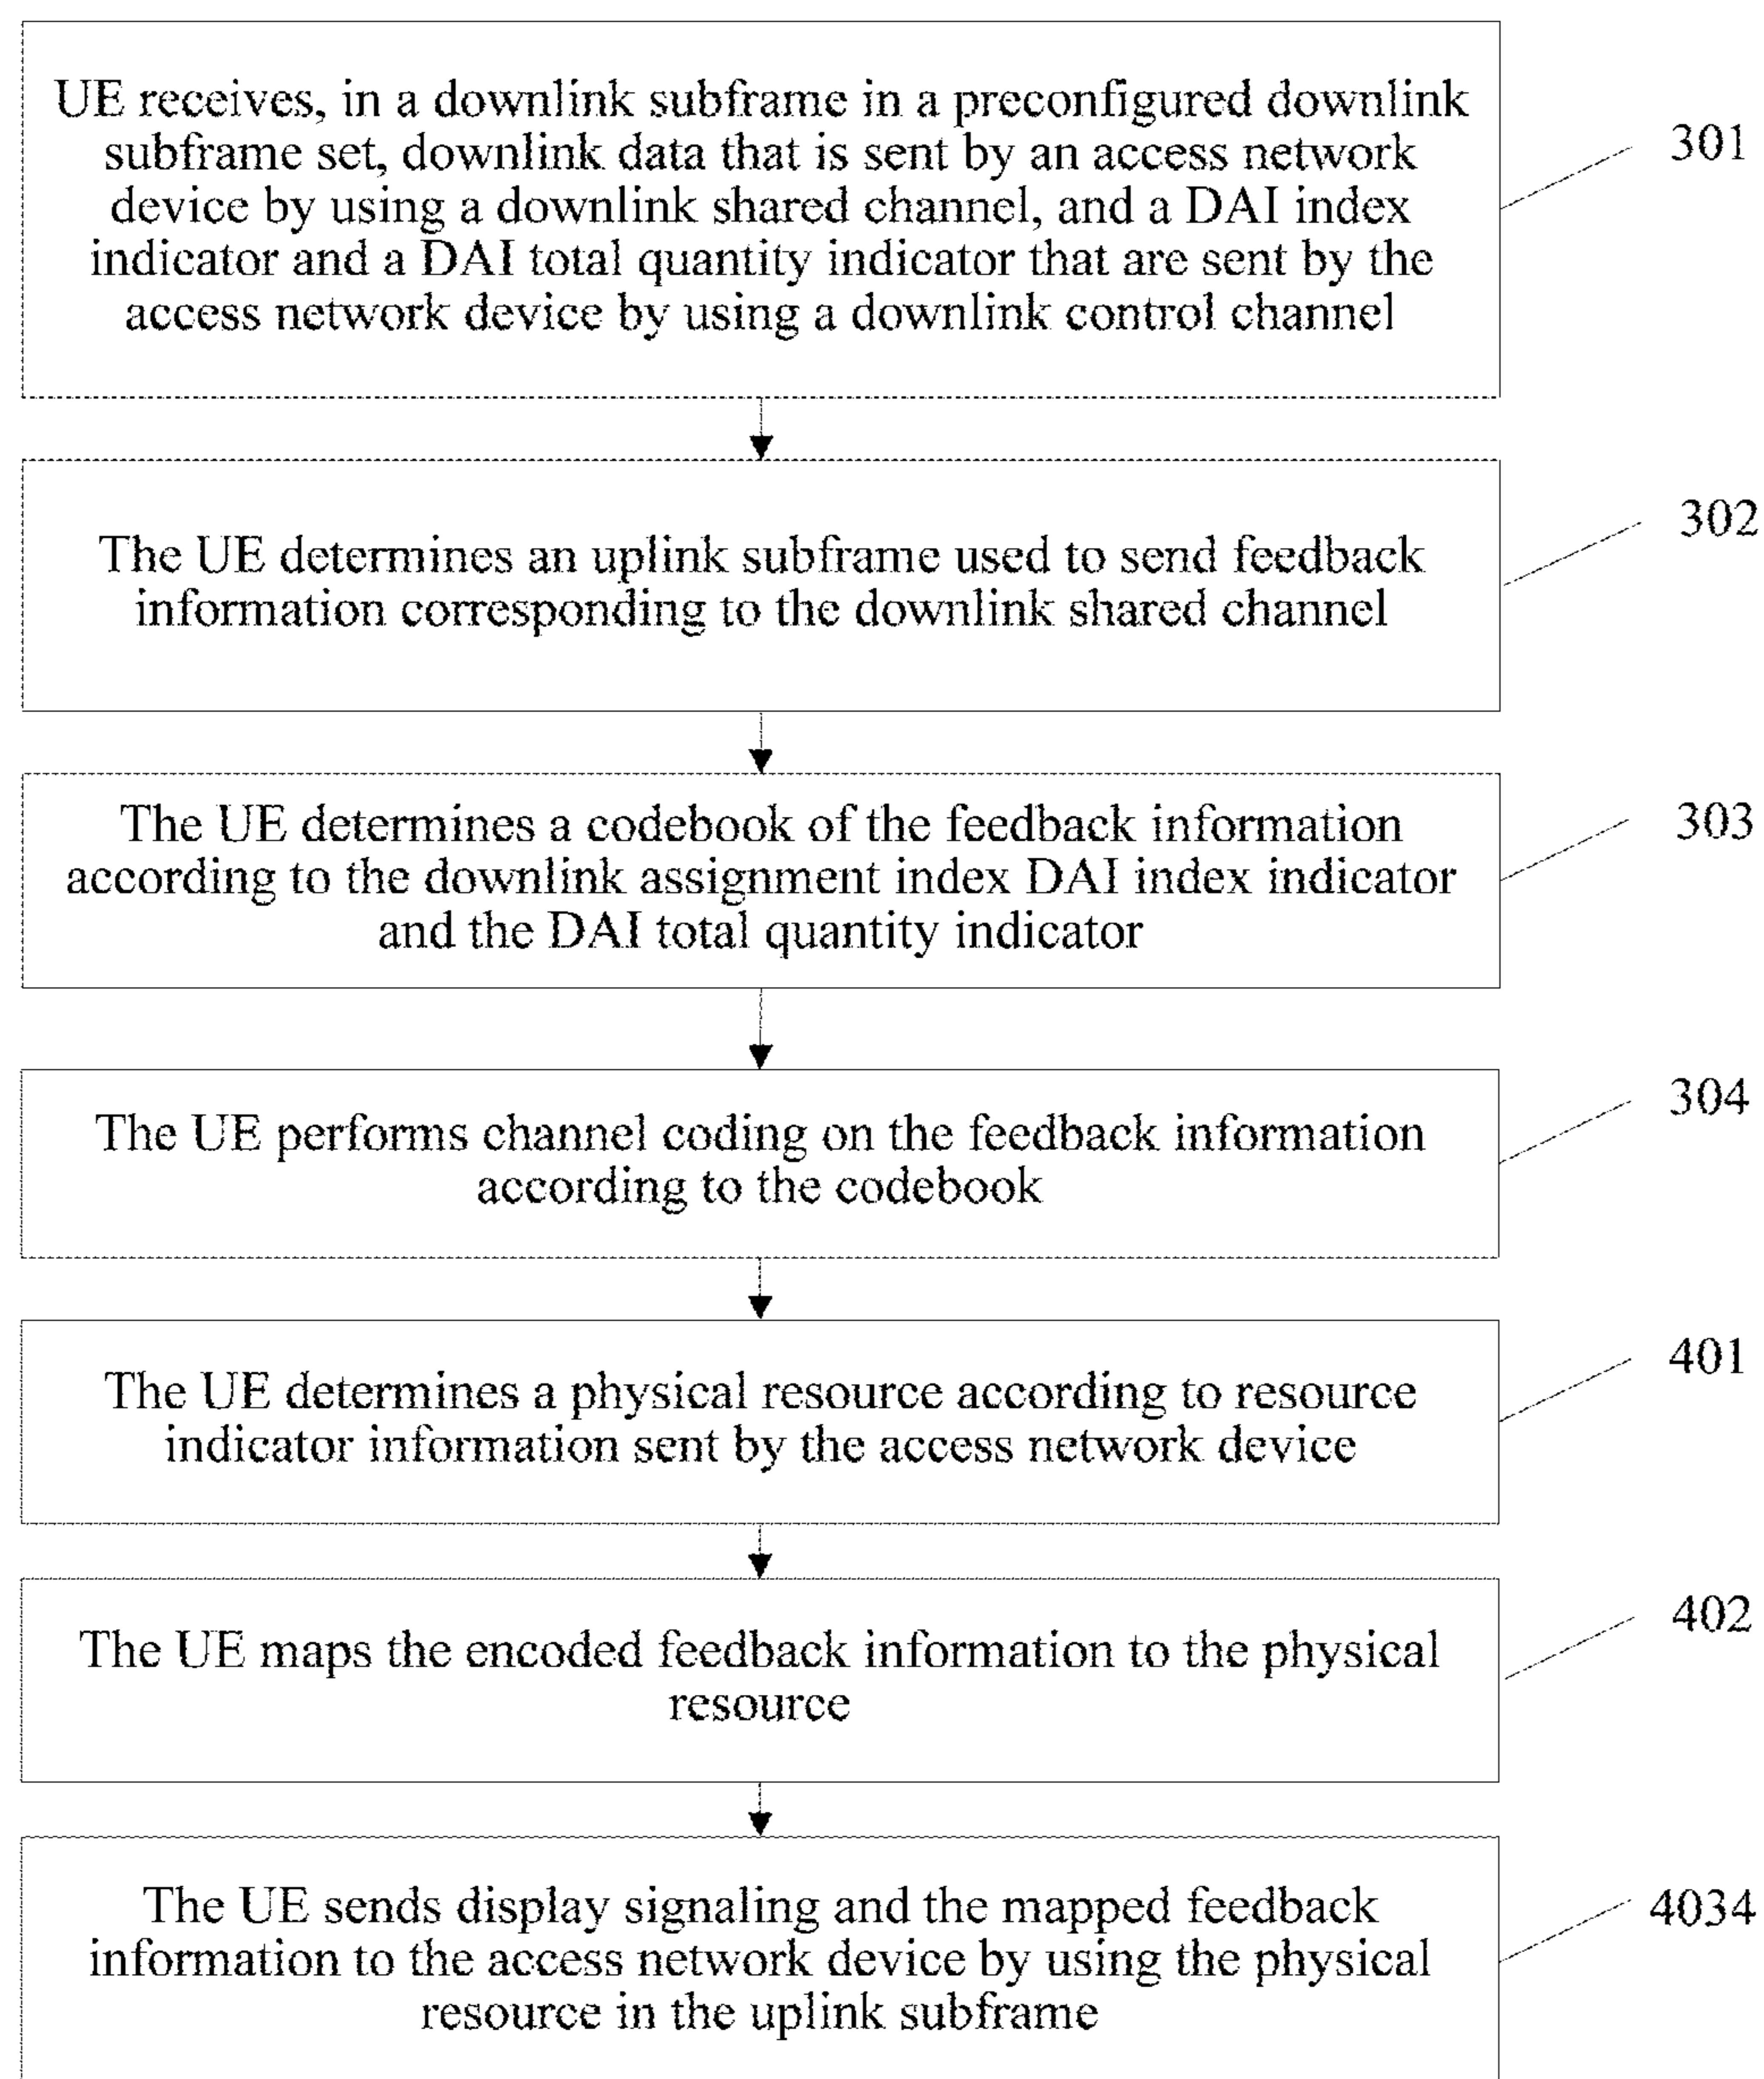 UE receives, in a downlink subframe in a preconfigured downlink
subframe set, downlink data that is sent by an access network
device by using a downlink shared channel, and a DAI index
indicator and a DAI total quantity indicator that are sent by the
access network device by using a downlink control channel
301
The UE determines an uplink subframe used to send feedback
information corresponding to the downlink shared channel
302
The UE determines a codebook of the feedback information
according to the downlink assignment index DAI index indicator
and the DAI total quantity indicator
303
The UE performs channel coding on the feedback information
according to the codebook
304
The UE determines a physical resource according to resource
indicator information sent by the access network device
401
The UE maps the encoded feedback information to the physical
resource
402
The UE sends display signaling and the mapped feedback
information to the access network device by using the physical
resource in the uplink subframe
4034